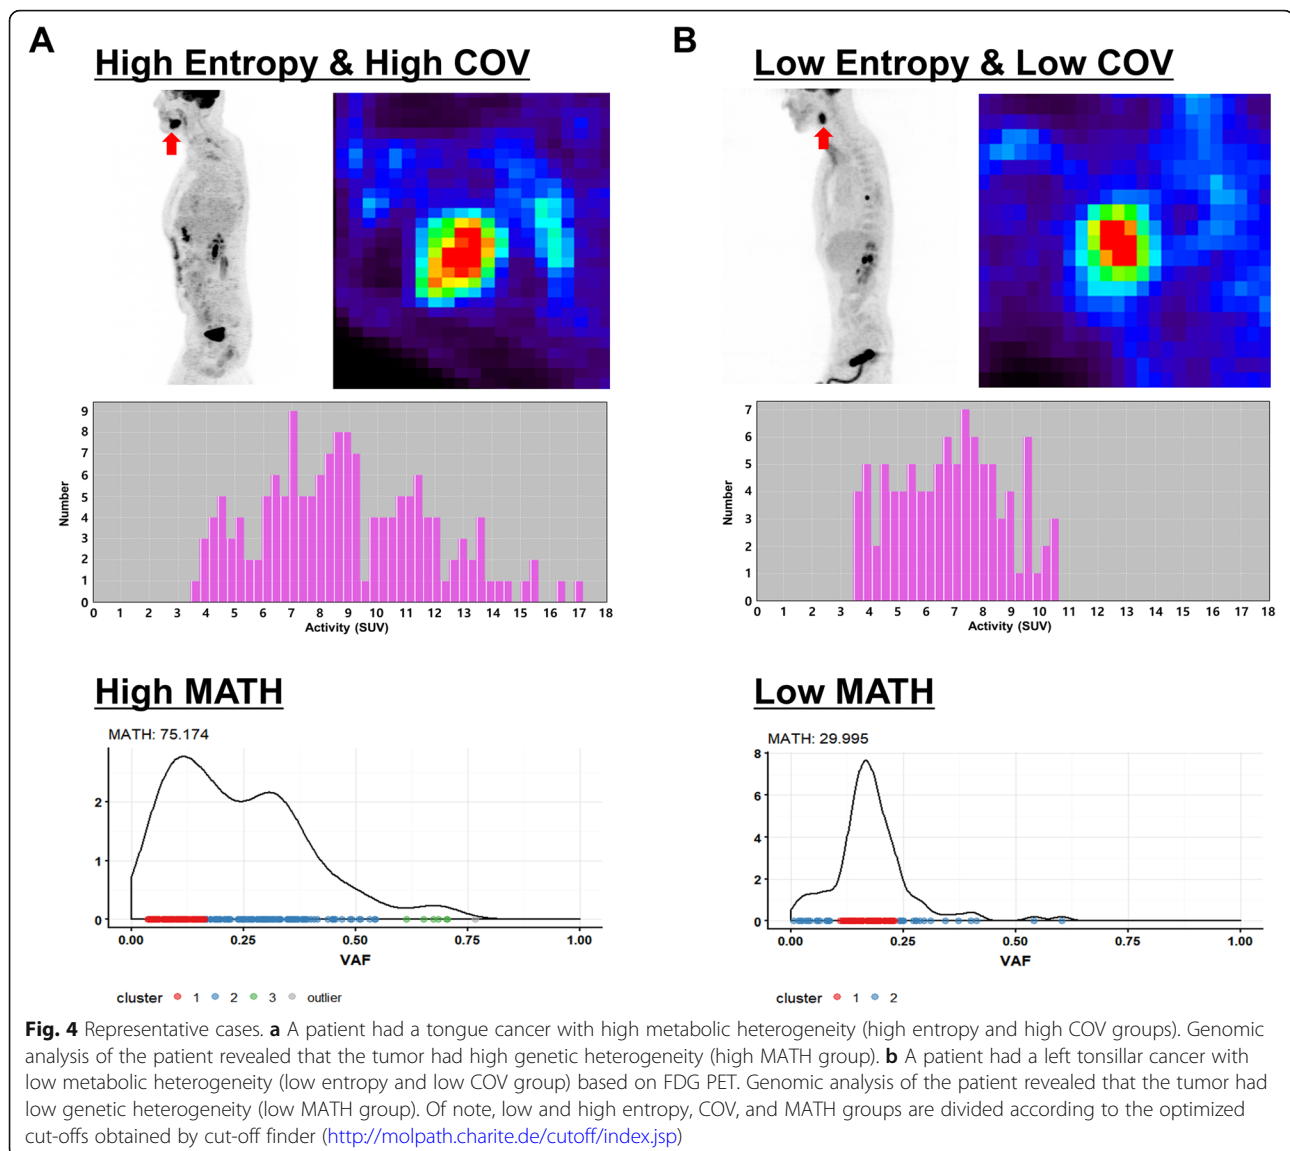 A
High Entropy & High COV
B
Low Entropy & Low COV
9
8
7
6
5
4
3
2
1
0
Number
0 1 2 3 4 5 6 7 8 9 10 11 12 13 14 15 16 17 18
Activity (SUV)
7
6
5
4
3
2
1
0
Number
0 1 2 3 4 5 6 7 8 9 10 11 12 13 14 15 16 17 18
Activity (SUV)
High MATH
MATH: 75.174
2
1
0
0.00 0.25 0.50 0.75 1.00
VAF
cluster 1 2 3 outlier
Low MATH
MATH: 29.995
8
6
4
2
0
0.00 0.25 0.50 0.75 1.00
VAF
cluster 1 2
Fig. 4 Representative cases. a A patient had a tongue cancer with high metabolic heterogeneity (high entropy and high COV groups). Genomic
analysis of the patient revealed that the tumor had high genetic heterogeneity (high MATH group). b A patient had a left tonsillar cancer with
low metabolic heterogeneity (low entropy and low COV group) based on FDG PET. Genomic analysis of the patient revealed that the tumor had
low genetic heterogeneity (low MATH group). Of note, low and high entropy, COV, and MATH groups are divided according to the optimized
cut-offs obtained by cut-off finder (http://molpath.charite.de/cutoff/index.jsp)